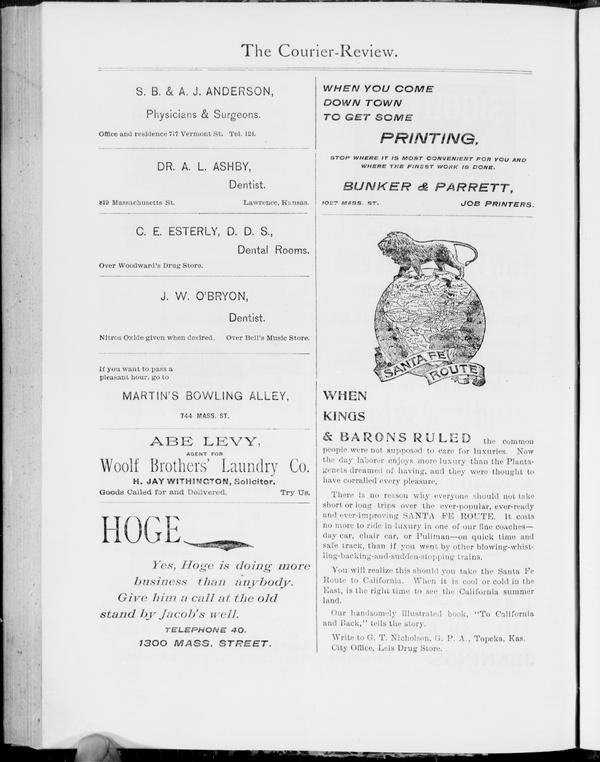 The Courier-Review.
S. B. & A. J. ANDERSON,
Physicians & Surgeons.
Office and residence 717 Vermont St. Tel. 124.
DR. A. L. ASHBY,
Dentist.
819 Massachusetts St. Lawrence, Kansas.
C. E. ESTERLY, D. D. S.,
Dental Rooms.
Over Woodward's Drug Store.
J. W. O'BRYON,
Dentist.
Nitros Oxide given when desired. Over Bell's Music Store.
If you want to pass a
pleasant hour, go to
MARTIN'S BOWLING ALLEY,
744 MASS. ST.
ABE LEVY,
AGENT FOR
Woolf Brothers' Laundry Co.
H. JAY WITHINGTON, Solicitor.
Goods Called for and Delivered. Try Us.
HOGE
Yes, Hoge is doing more
business than anybody.
Give him a call at the old
stand by Jacob's well.
TELEPHONE 40.
1300 MASS. STREET.
WHEN YOU COME
DOWN TOWN
TO GET SOME
PRINTING,
STOP WHERE IT IS MOST CONVENIENT FOR YOU AND
WHERE THE FINEST WORK IS DONE.
BUNKER & PARRETT,
1027 MASS. ST. JOB PRINTERS.
SANTA FE
ROUTE
WHEN
KINGS
& BARONS RULED the common
people were not supposed to care for luxuries. Now
the day laborer enjoys more luxury than the Planta-
genets dreamed of having, and they were thought to
have corralled every pleasure,
There is no reason why everyone should not take
short or long trips over the ever-popular, ever-ready
and ever-improving SANTA FE ROUTE. It costs
no more to ride in luxury in one of our fine coaches—
day car, chair car, or Pullman—on quick time and
safe track, than if you went by other blowing-whist-
ling-backing-and-sudden-stopping trains.
You will realize this should you take the Santa Fe
Route to California. When it is cool or cold in the
East, is the right time to see the California summer
land.
Our handsomely illustrated book, "To California
and Back," tells the story.
Write to G. T. Nicholson, G. P. A., Topeka, Kas.
City Office, Leis Drug Store.